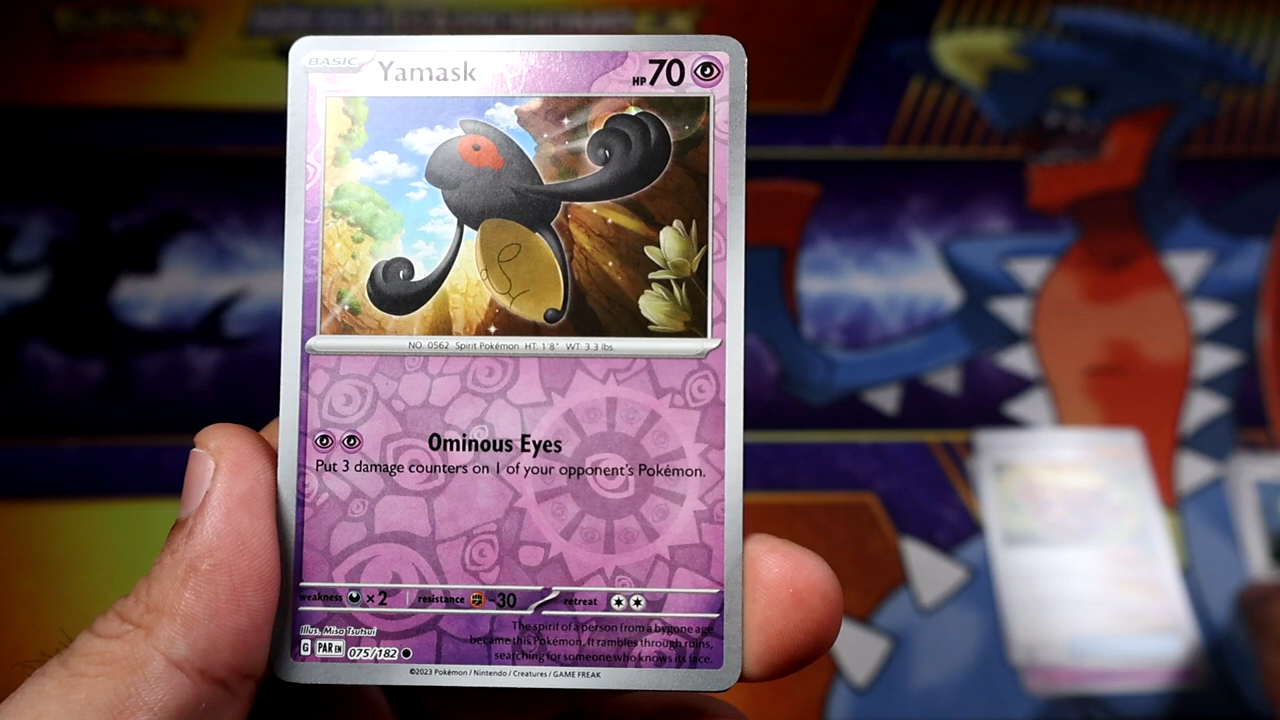 BASIC Yamask HP 70
NO. 0562 Spirit Pokémon HT: 1'8" WT: 3.3 lbs.
Ominous Eyes
Put 3 damage counters on 1 of your opponent's Pokémon.
weakness ×2 resistance -30 retreat
Illus. Misa Tsutsui
The spirit of a person from a bygone age
became this Pokémon. It rambles through ruins,
searching for someone who knows its face.
G PAR EN 075/182
©2023 Pokémon / Nintendo / Creatures / GAME FREAK